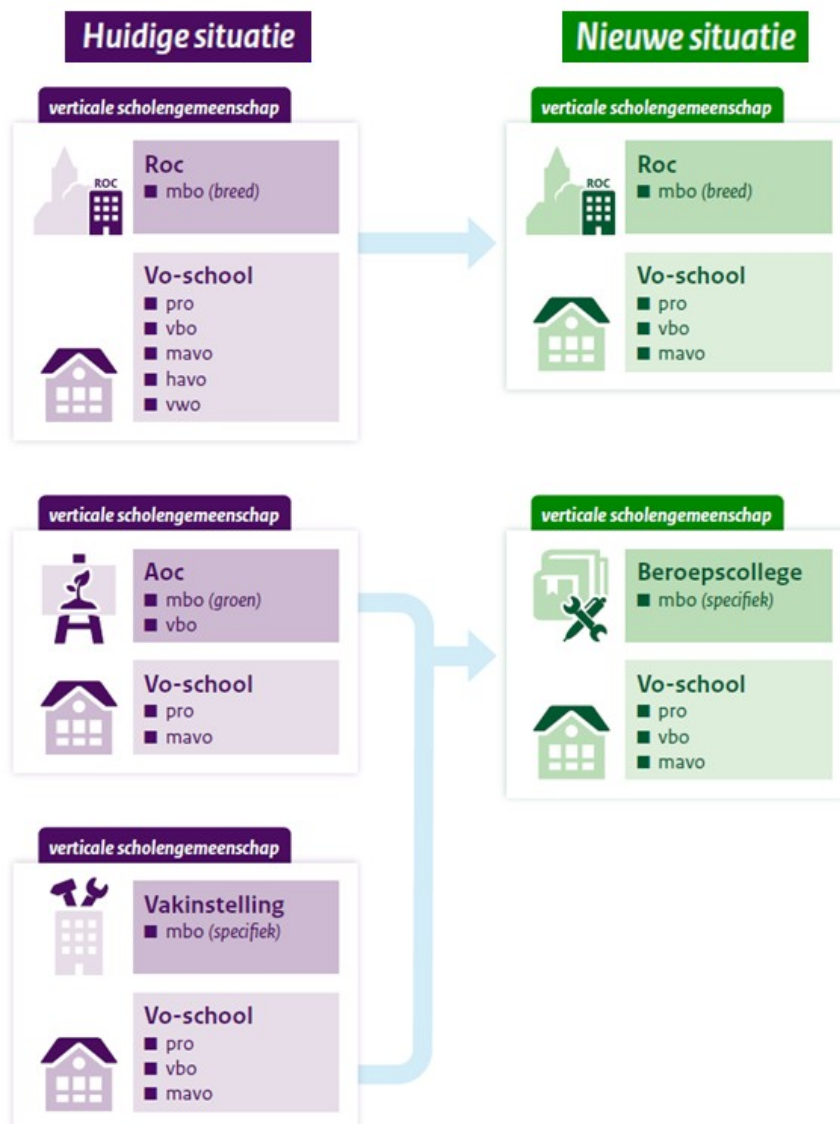 Huidige situatie
verticale scholengemeenschap
ROC
Roc
■ mbo (breed)
Vo-school
■ pro
■ vbo
■ mavo
■ havo
■ vwo
verticale scholengemeenschap
Aoc
■ mbo (groen)
■ vbo
Vo-school
■ pro
■ mavo
verticale scholengemeenschap
Vakinstelling
■ mbo (specifiek)
Vo-school
■ pro
■ vbo
■ mavo
Nieuwe situatie
verticale scholengemeenschap
ROC
Roc
■ mbo (breed)
Vo-school
■ pro
■ vbo
■ mavo
verticale scholengemeenschap
Beroepscollege
■ mbo (specifiek)
Vo-school
■ pro
■ vbo
■ mavo